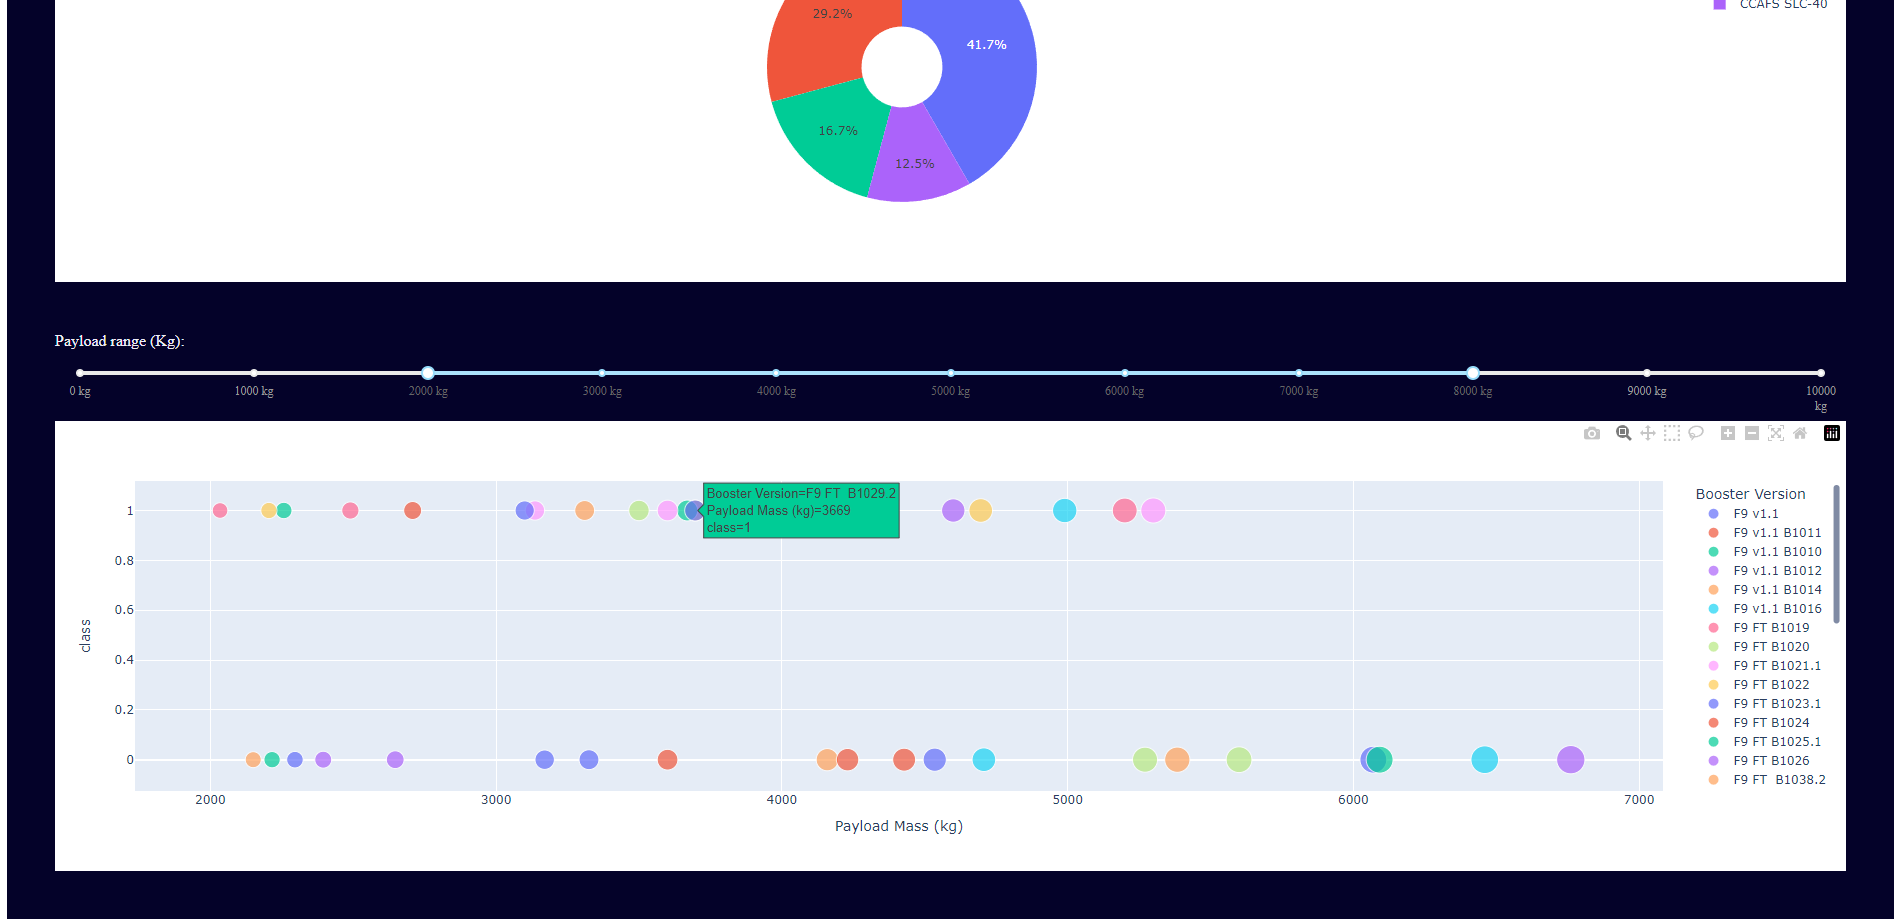 CCAFS SLC-40
29.2%
41.7%
16.7%
12.5%
Payload range (Kg):
0 kg
1000 kg
2000 kg
3000 kg
4000 kg
5000 kg
6000 kg
7000 kg
8000 kg
9000 kg
10000
kg
Booster Version=F9 FT  B1029.2
Payload Mass (kg)=3669
class=1
1
0.8
0.6
0.4
0.2
0
class
2000
3000
4000
5000
6000
7000
Payload Mass (kg)
Booster Version
F9 v1.1
F9 v1.1 B1011
F9 v1.1 B1010
F9 v1.1 B1012
F9 v1.1 B1014
F9 v1.1 B1016
F9 FT B1019
F9 FT B1020
F9 FT B1021.1
F9 FT B1022
F9 FT B1023.1
F9 FT B1024
F9 FT B1025.1
F9 FT B1026
F9 FT  B1038.2